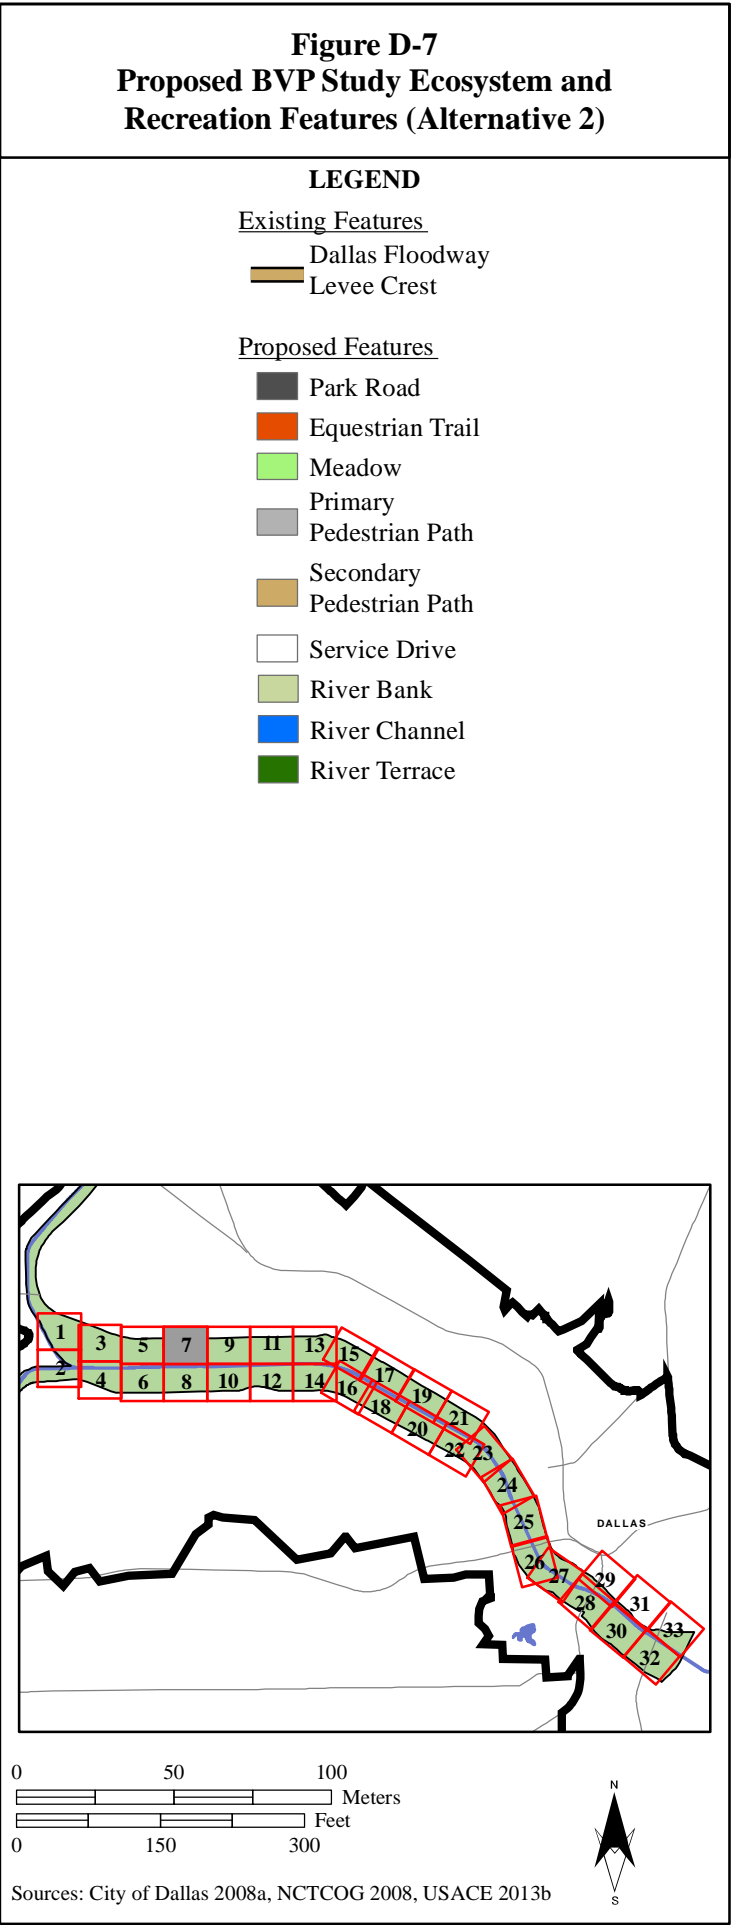 Figure D-7
Proposed BVP Study Ecosystem and
Recreation Features (Alternative 2)
LEGEND
Existing Features
Dallas Floodway
Levee Crest
Proposed Features
Park Road
Equestrian Trail
Meadow
Primary
Pedestrian Path
Secondary
Pedestrian Path
Service Drive
River Bank
River Channel
River Terrace
1 3 5 7 9 11 13 15
2 4 6 8 10 12 14 16 17
18 19
20 21
22 23
24
25
DALLAS
26 27 29
28 31
30 33
32
0 50 100
Meters
Feet
0 150 300
N
S
Sources: City of Dallas 2008a, NCTCOG 2008, USACE 2013b